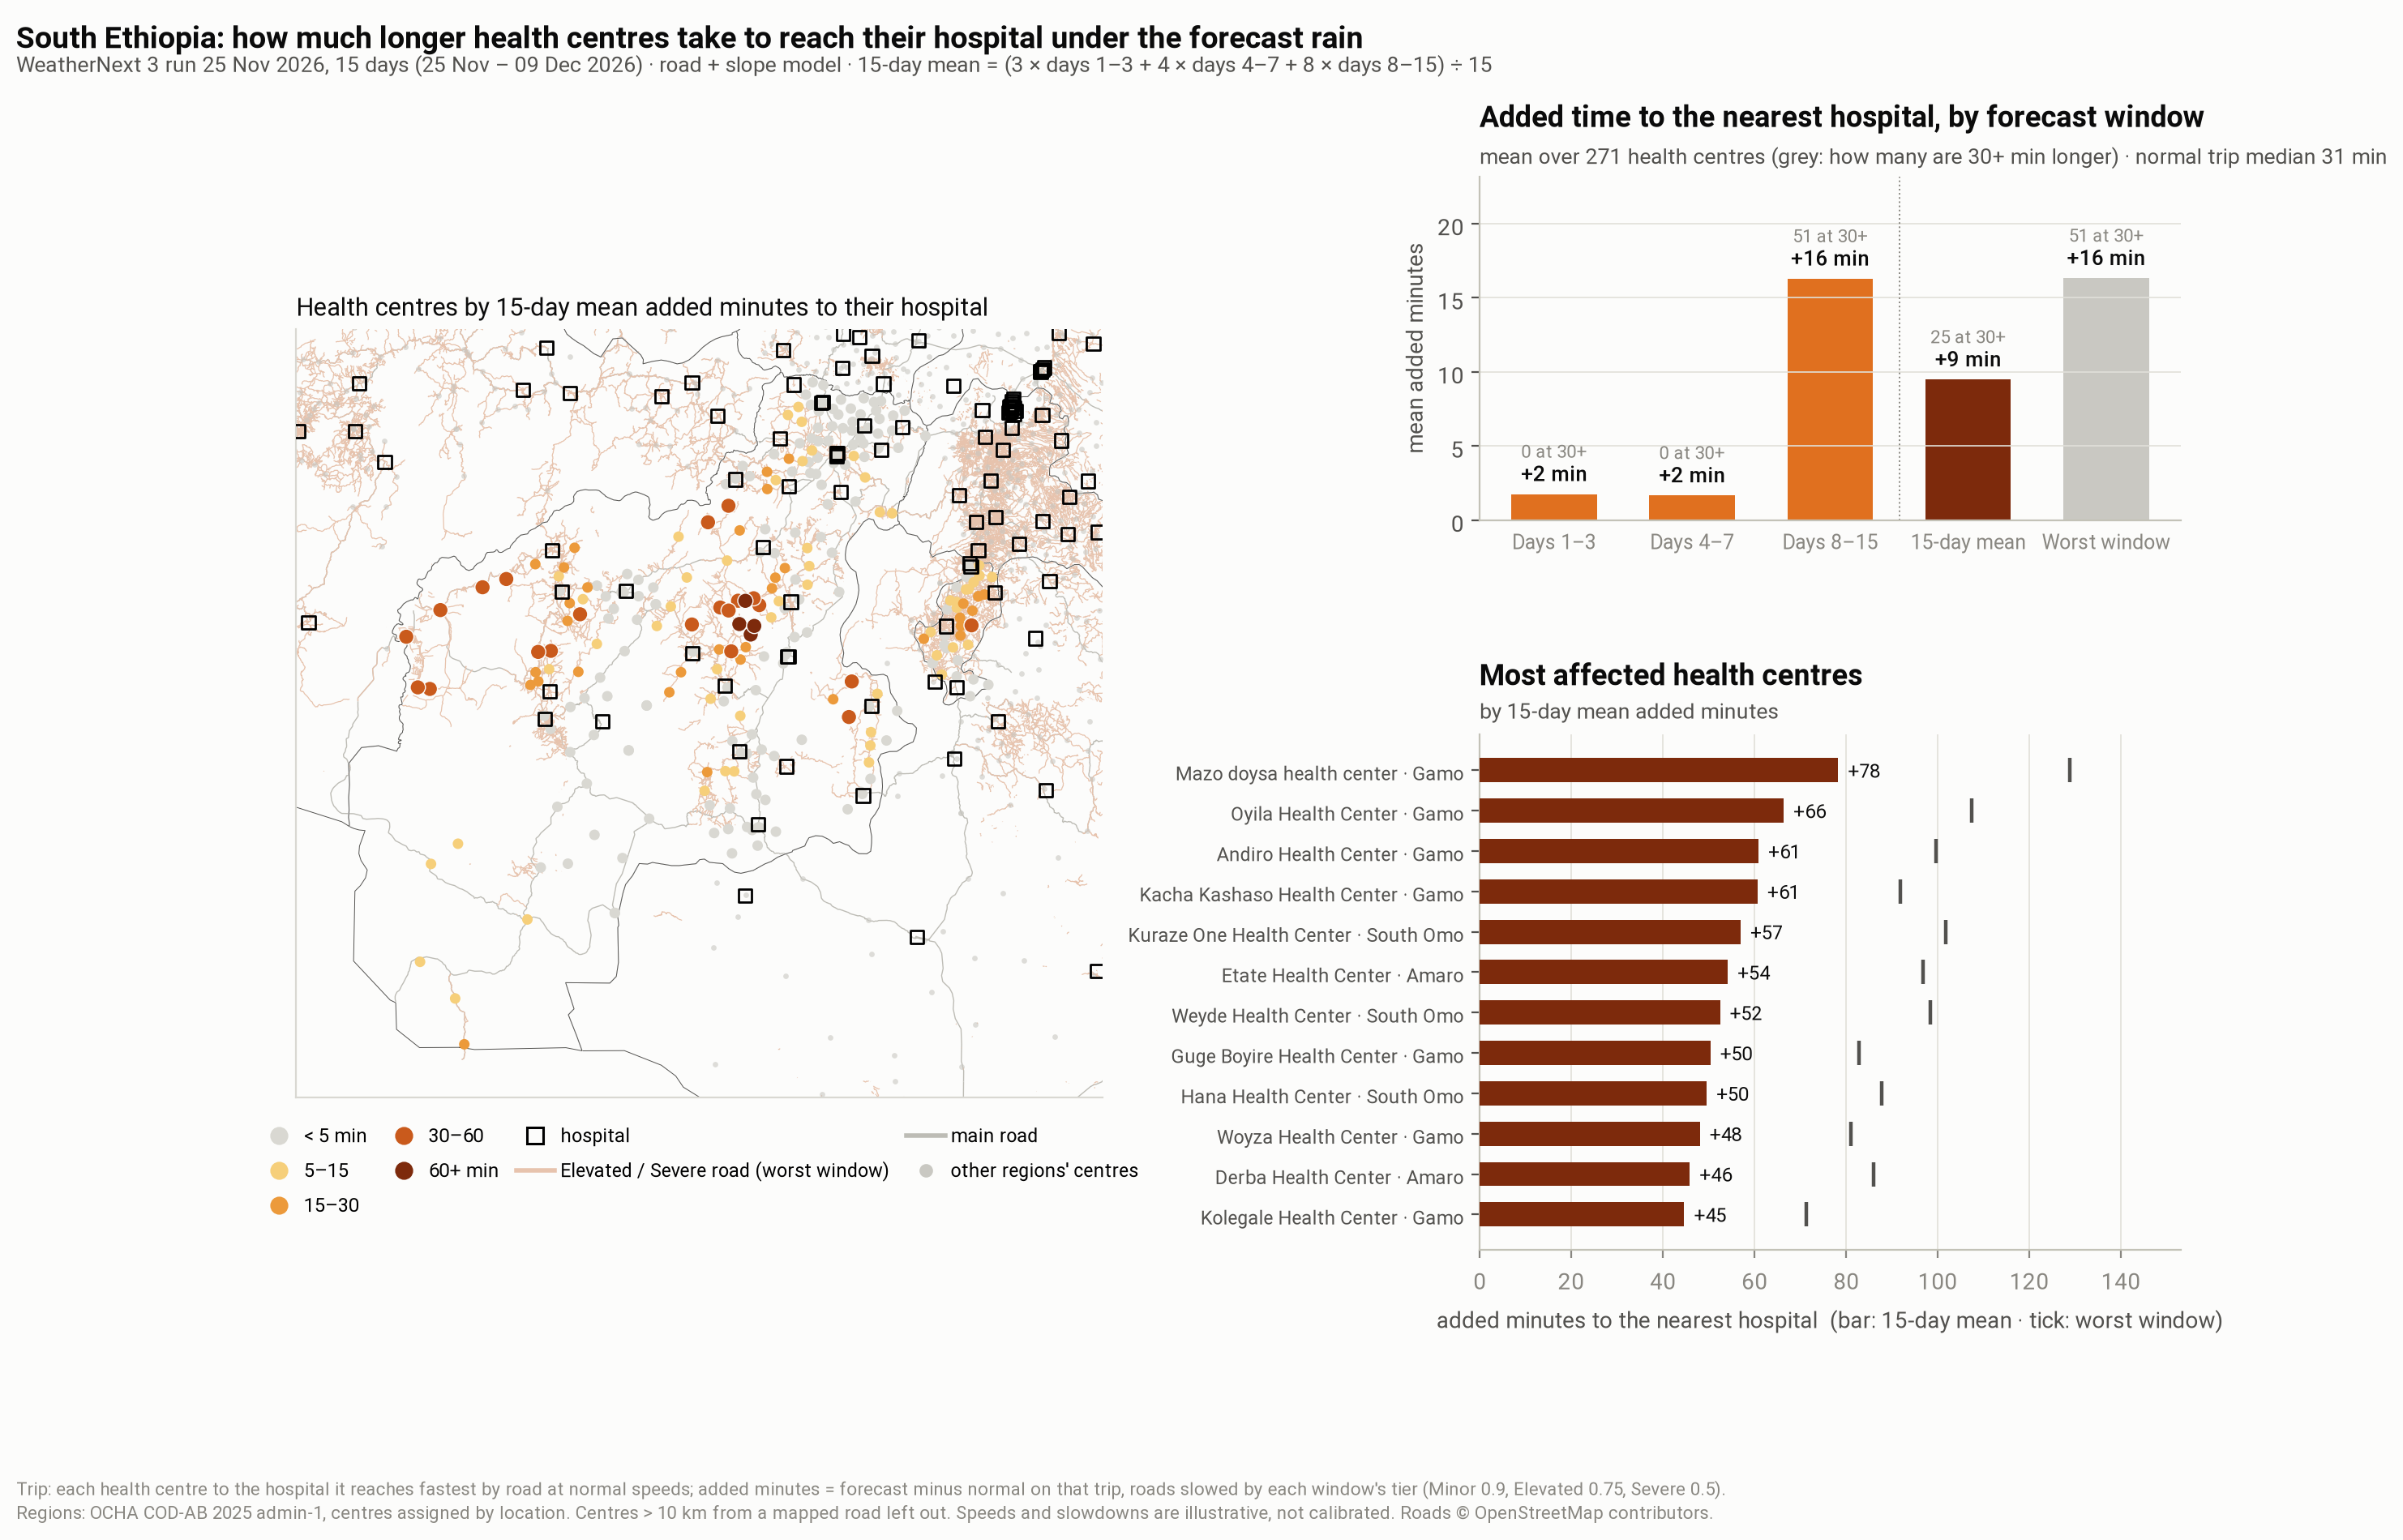 South Ethiopia: how much longer health centres take to reach their hospital under the forecast rain
WeatherNext 3 run 25 Nov 2026, 15 days (25 Nov – 09 Dec 2026) · road + slope model · 15-day mean = (3 × days 1–3 + 4 × days 4–7 + 8 × days 8–15) ÷ 15
Health centres by 15-day mean added minutes to their hospital
< 5 min
5–15
15–30
30–60
60+ min
hospital
Elevated / Severe road (worst window)
main road
other regions' centres
Added time to the nearest hospital, by forecast window
mean over 271 health centres (grey: how many are 30+ min longer) · normal trip median 31 min
mean added minutes
20
15
10
5
0
0 at 30+
+2 min
0 at 30+
+2 min
51 at 30+
+16 min
25 at 30+
+9 min
51 at 30+
+16 min
Days 1–3
Days 4–7
Days 8–15
15-day mean
Worst window
Most affected health centres
by 15-day mean added minutes
Mazo doysa health center · Gamo +78
Oyila Health Center · Gamo +66
Andiro Health Center · Gamo +61
Kacha Kashaso Health Center · Gamo +61
Kuraze One Health Center · South Omo +57
Etate Health Center · Amaro +54
Weyde Health Center · South Omo +52
Guge Boyire Health Center · Gamo +50
Hana Health Center · South Omo +50
Woyza Health Center · Gamo +48
Derba Health Center · Amaro +46
Kolegale Health Center · Gamo +45
0 20 40 60 80 100 120 140
added minutes to the nearest hospital (bar: 15-day mean · tick: worst window)
Trip: each health centre to the hospital it reaches fastest by road at normal speeds; added minutes = forecast minus normal on that trip, roads slowed by each window's tier (Minor 0.9, Elevated 0.75, Severe 0.5).
Regions: OCHA COD-AB 2025 admin-1, centres assigned by location. Centres > 10 km from a mapped road left out. Speeds and slowdowns are illustrative, not calibrated. Roads © OpenStreetMap contributors.